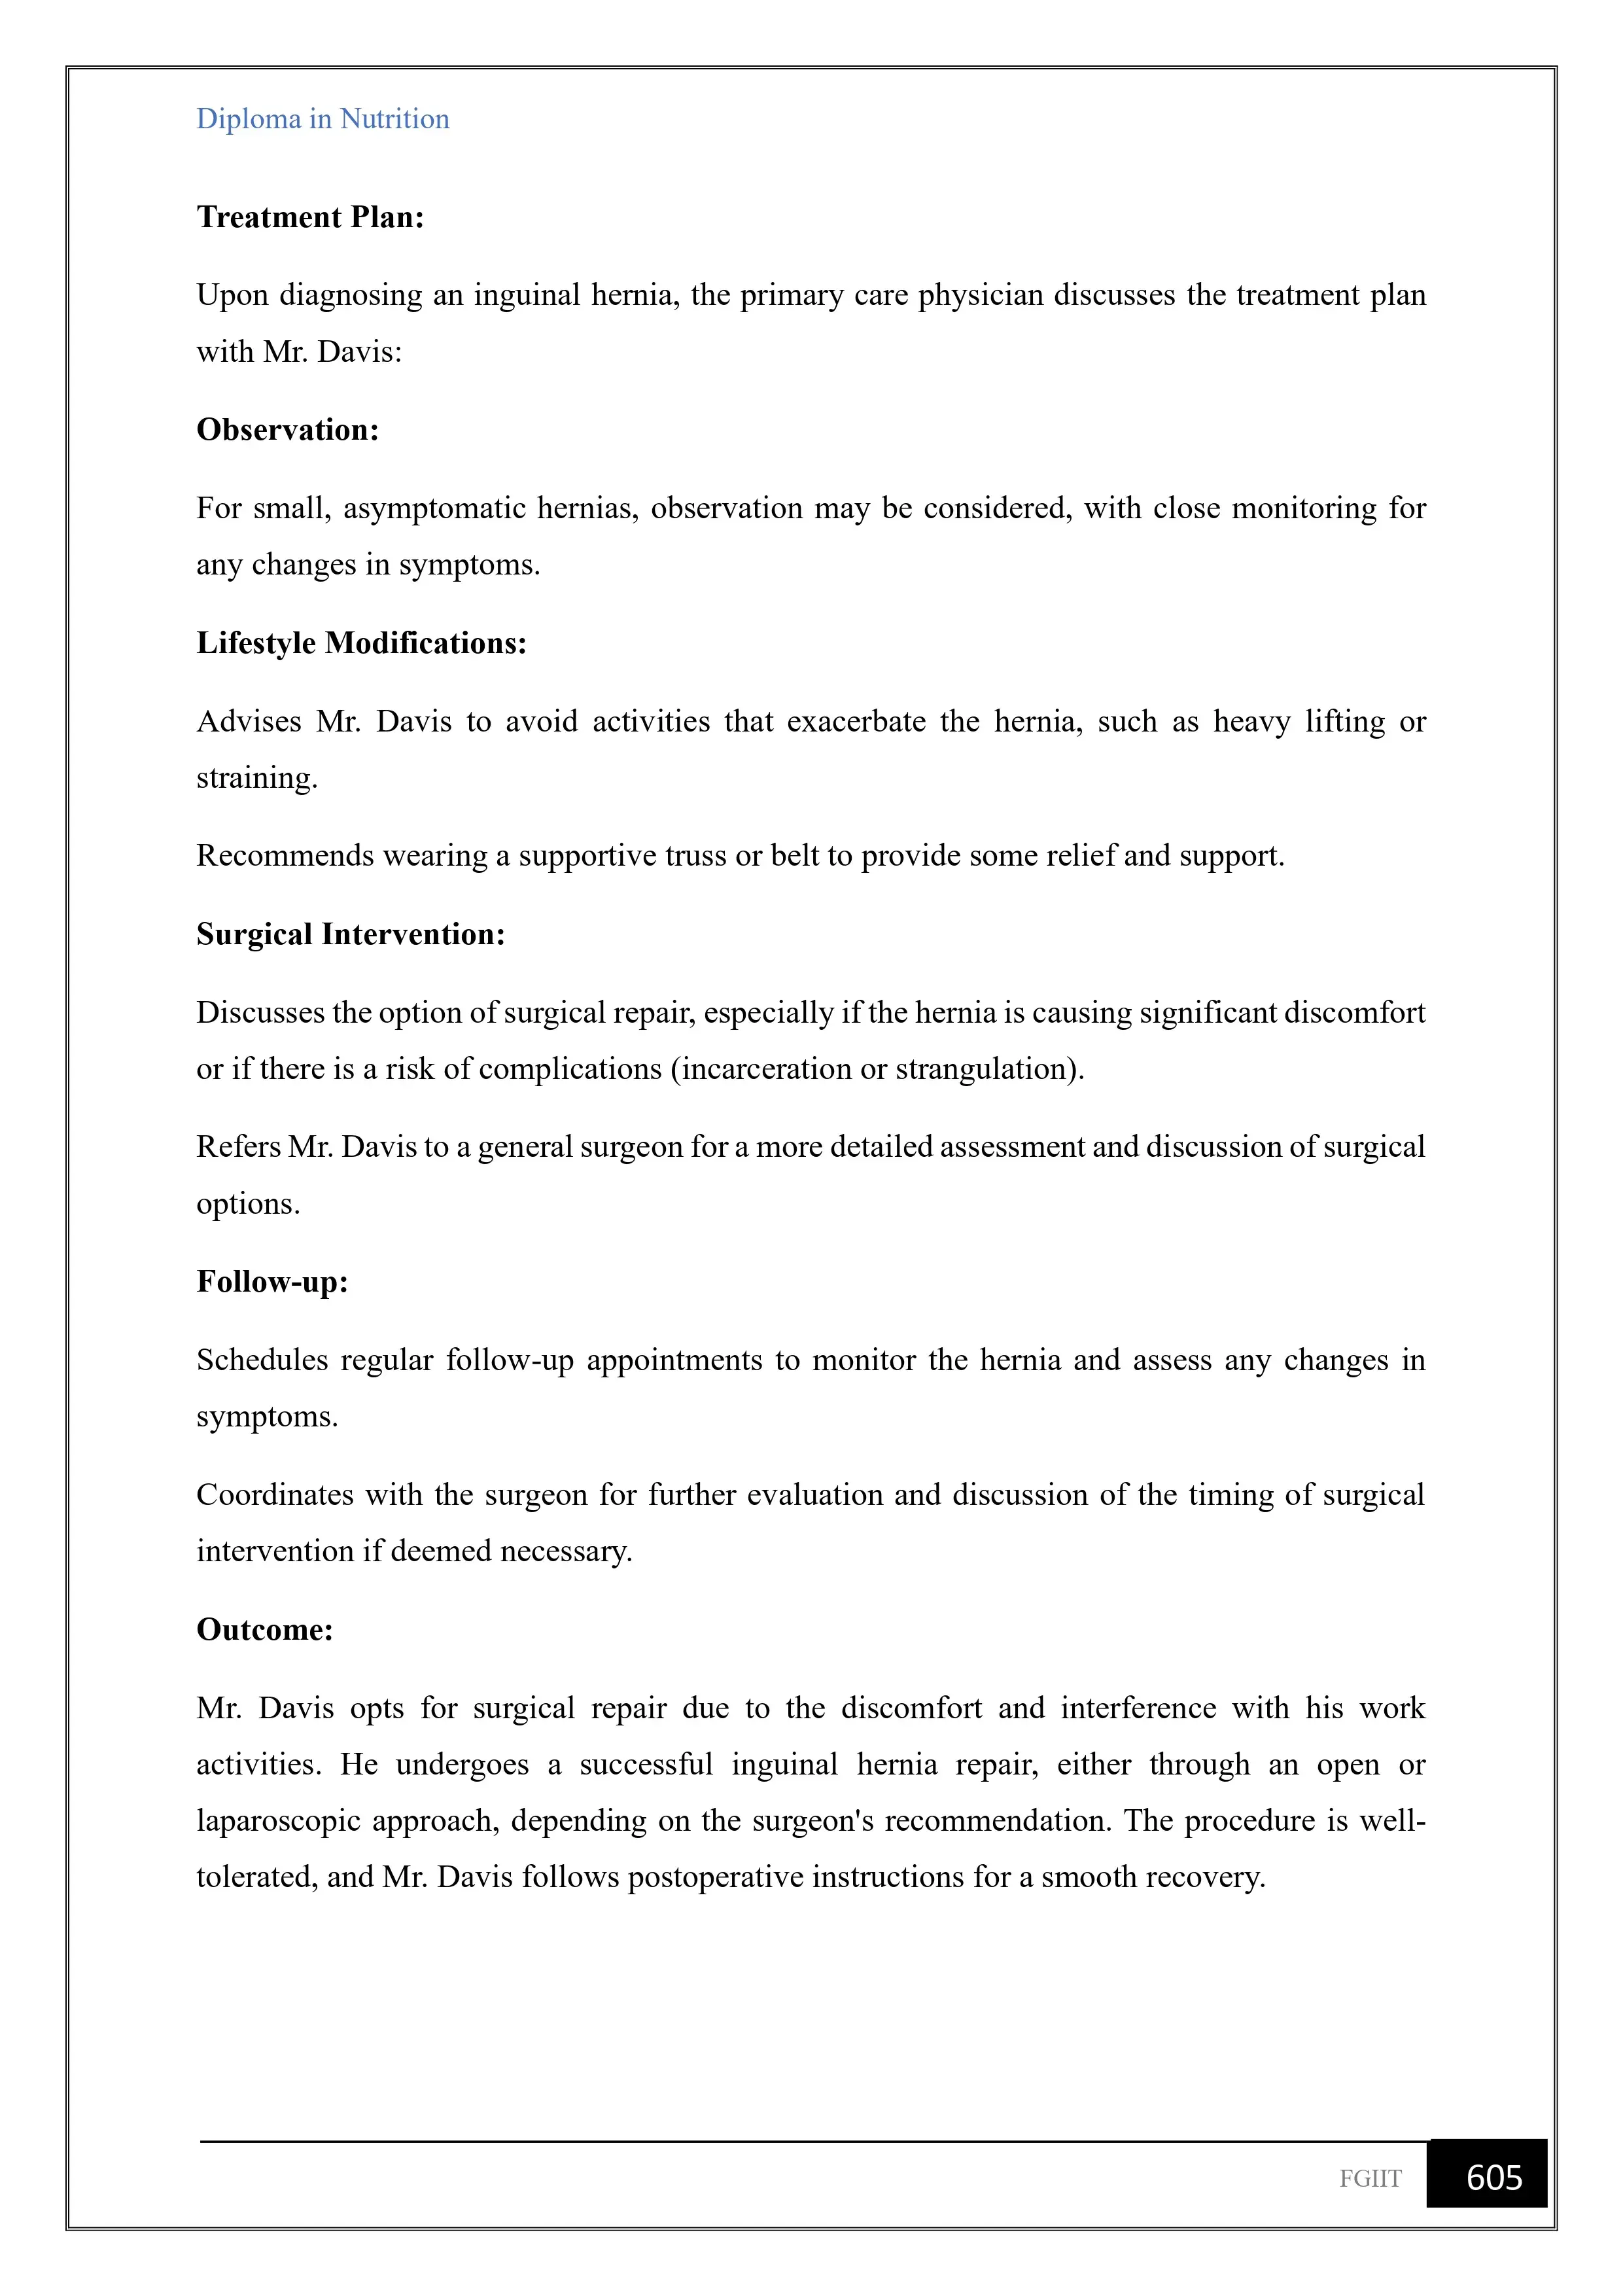 Diploma in Nutrition
Treatment Plan:
Upon diagnosing an inguinal hernia, the primary care physician discusses the treatment plan
with Mr. Davis:
Observation:
For small, asymptomatic hernias, observation may be considered, with close monitoring for
any changes in symptoms.
Lifestyle Modifications:
Advises Mr. Davis to avoid activities that exacerbate the hernia, such as heavy lifting or
straining.
Recommends wearing a supportive truss or belt to provide some relief and support.
Surgical Intervention:
Discusses the option of surgical repair, especially if the hernia is causing significant discomfort
or if there is a risk of complications (incarceration or strangulation).
Refers Mr. Davis to a general surgeon for a more detailed assessment and discussion of surgical
options.
Follow-up:
Schedules regular follow-up appointments to monitor the hernia and assess any changes in
symptoms.
Coordinates with the surgeon for further evaluation and discussion of the timing of surgical
intervention if deemed necessary.
Outcome:
Mr. Davis opts for surgical repair due to the discomfort and interference with his work
activities. He undergoes a successful inguinal hernia repair, either through an open or
laparoscopic approach, depending on the surgeon's recommendation. The procedure is well-
tolerated, and Mr. Davis follows postoperative instructions for a smooth recovery.
FGIIT 605